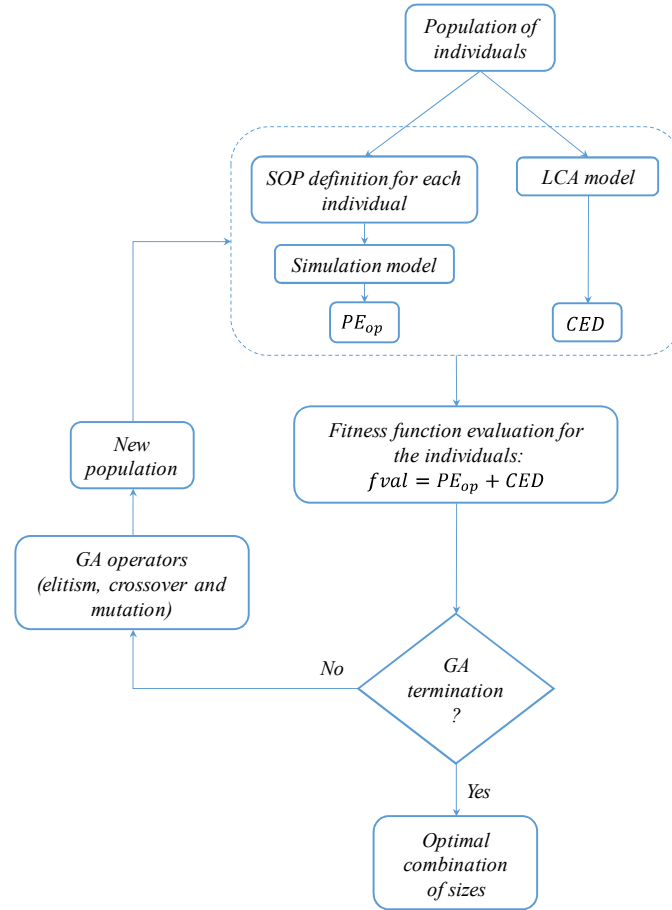 Population of
individuals
SOP definition for each
individual
LCA model
Simulation model
PE_op
CED
Fitness function evaluation for
the individuals:
fval = PE_op + CED
New
population
GA operators
(elitism, crossover and
mutation)
No
GA
termination
?
Yes
Optimal
combination
of sizes